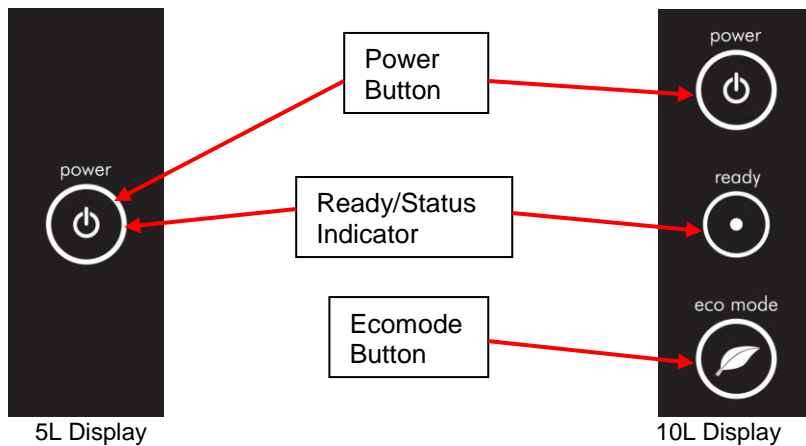 power
Power
Button
power
Ready/Status
Indicator
ready
Ecomode
Button
eco mode
5L Display
10L Display